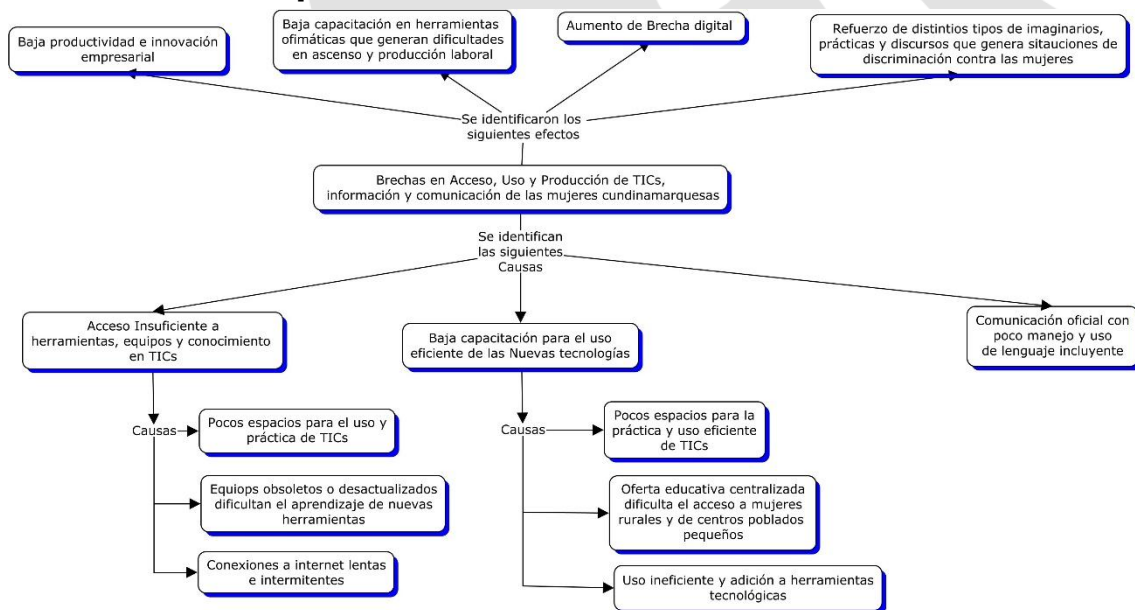 Baja productividad e innovación
empresarial
Baja capacitación en herramientas
ofimáticas que generan dificultades
en ascenso y producción laboral
Aumento de Brecha digital
Refuerzo de distintios tipos de imaginarios,
prácticas y discursos que genera sitauciones de
discriminación contra las mujeres
Se identificaron los
siguientes efectos
Brechas en Acceso, Uso y Producción de TICs,
información y comunicación de las mujeres cundinamarquesas
Se identifican
las siguientes
Causas
Acceso Insuficiente a
herramientas, equipos y conocimiento
en TICs
Baja capacitación para el uso
eficiente de las Nuevas tecnologías
Comunicación oficial con
poco manejo y uso
de lenguaje incluyente
Causas
Pocos espacios para el uso y
práctica de TICs
Equiops obsoletos o desactualizados
dificultan el aprendizaje de nuevas
herramientas
Conexiones a internet lentas
e intermitentes
Causas
Pocos espacios para la
práctica y uso eficiente
de TICs
Oferta educativa centralizada
dificulta el acceso a mujeres
rurales y de centros poblados
pequeños
Uso ineficiente y adición a herramientas
tecnológicas